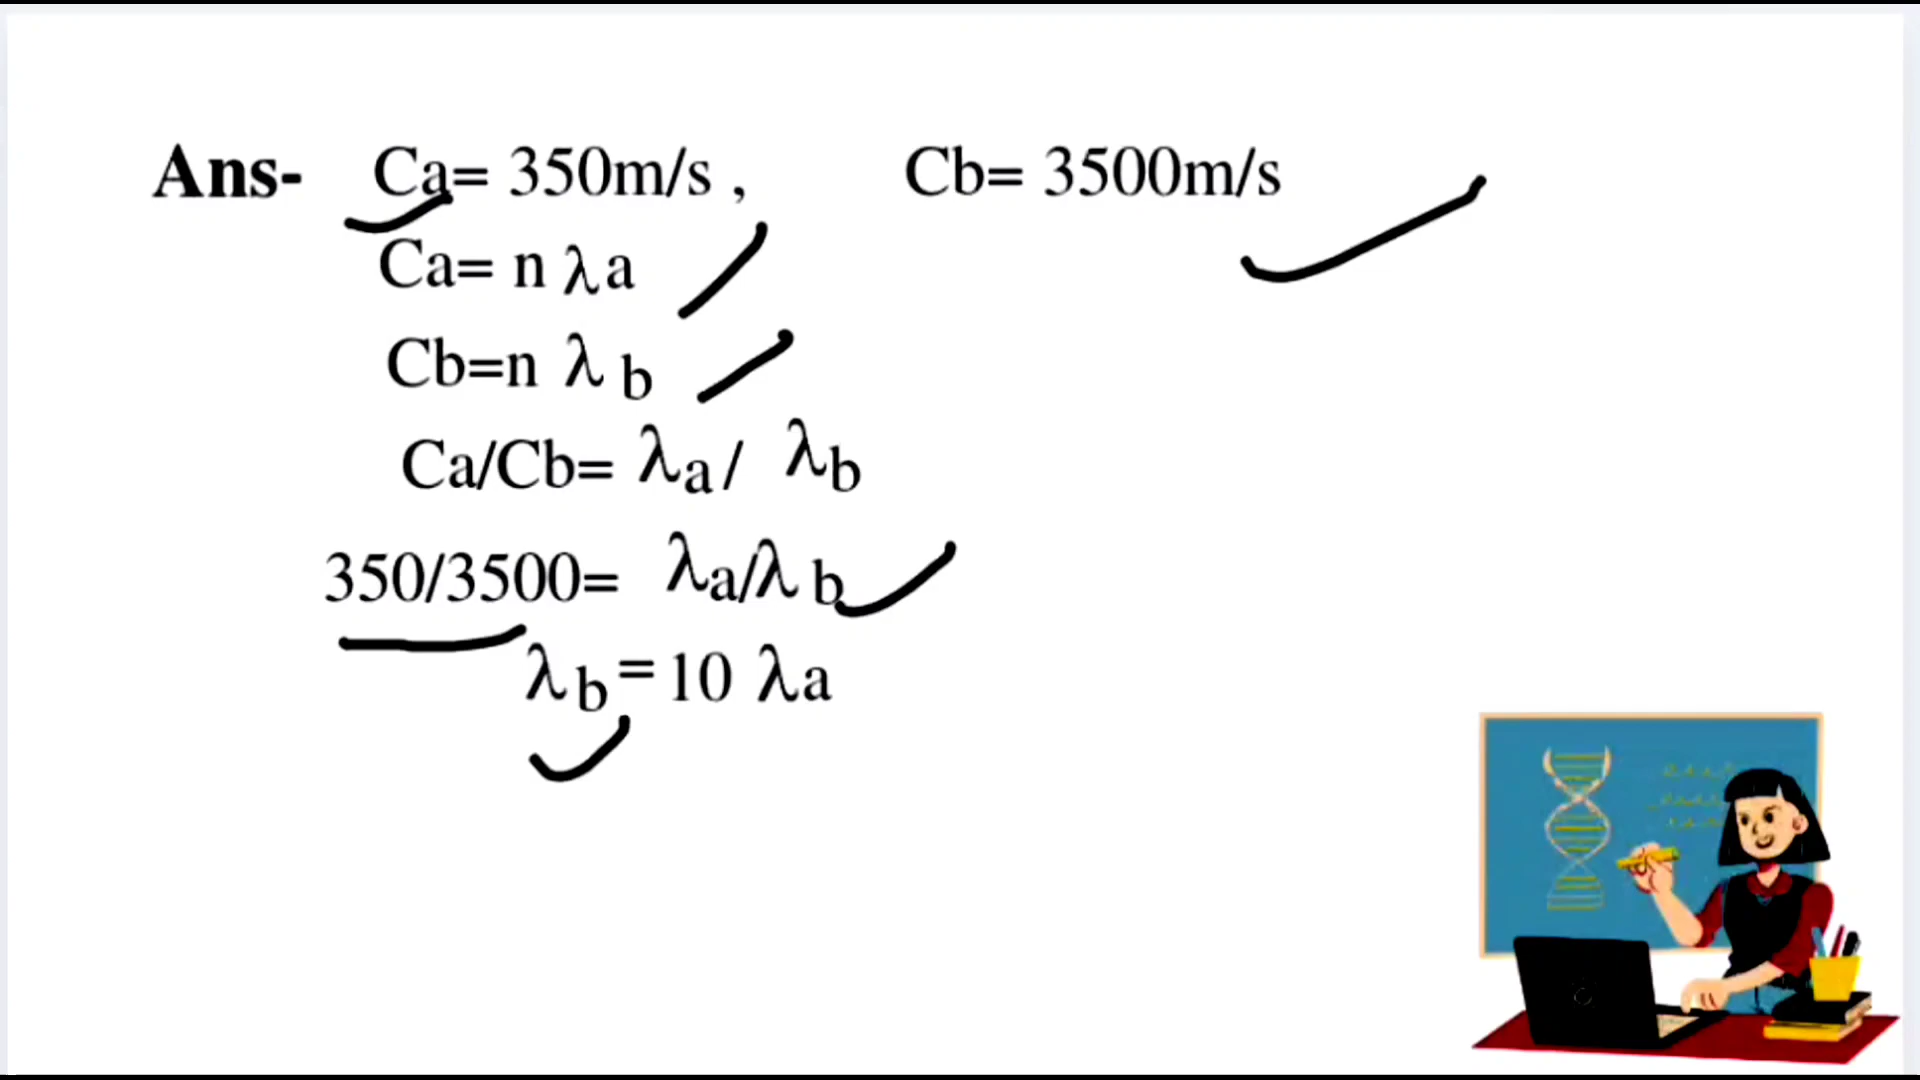 Ans- Ca= 350m/s , Cb= 3500m/s
Ca= n λa
Cb=n λ b
Ca/Cb= λa/ λb
350/3500= λa/λ b
λb=10 λa